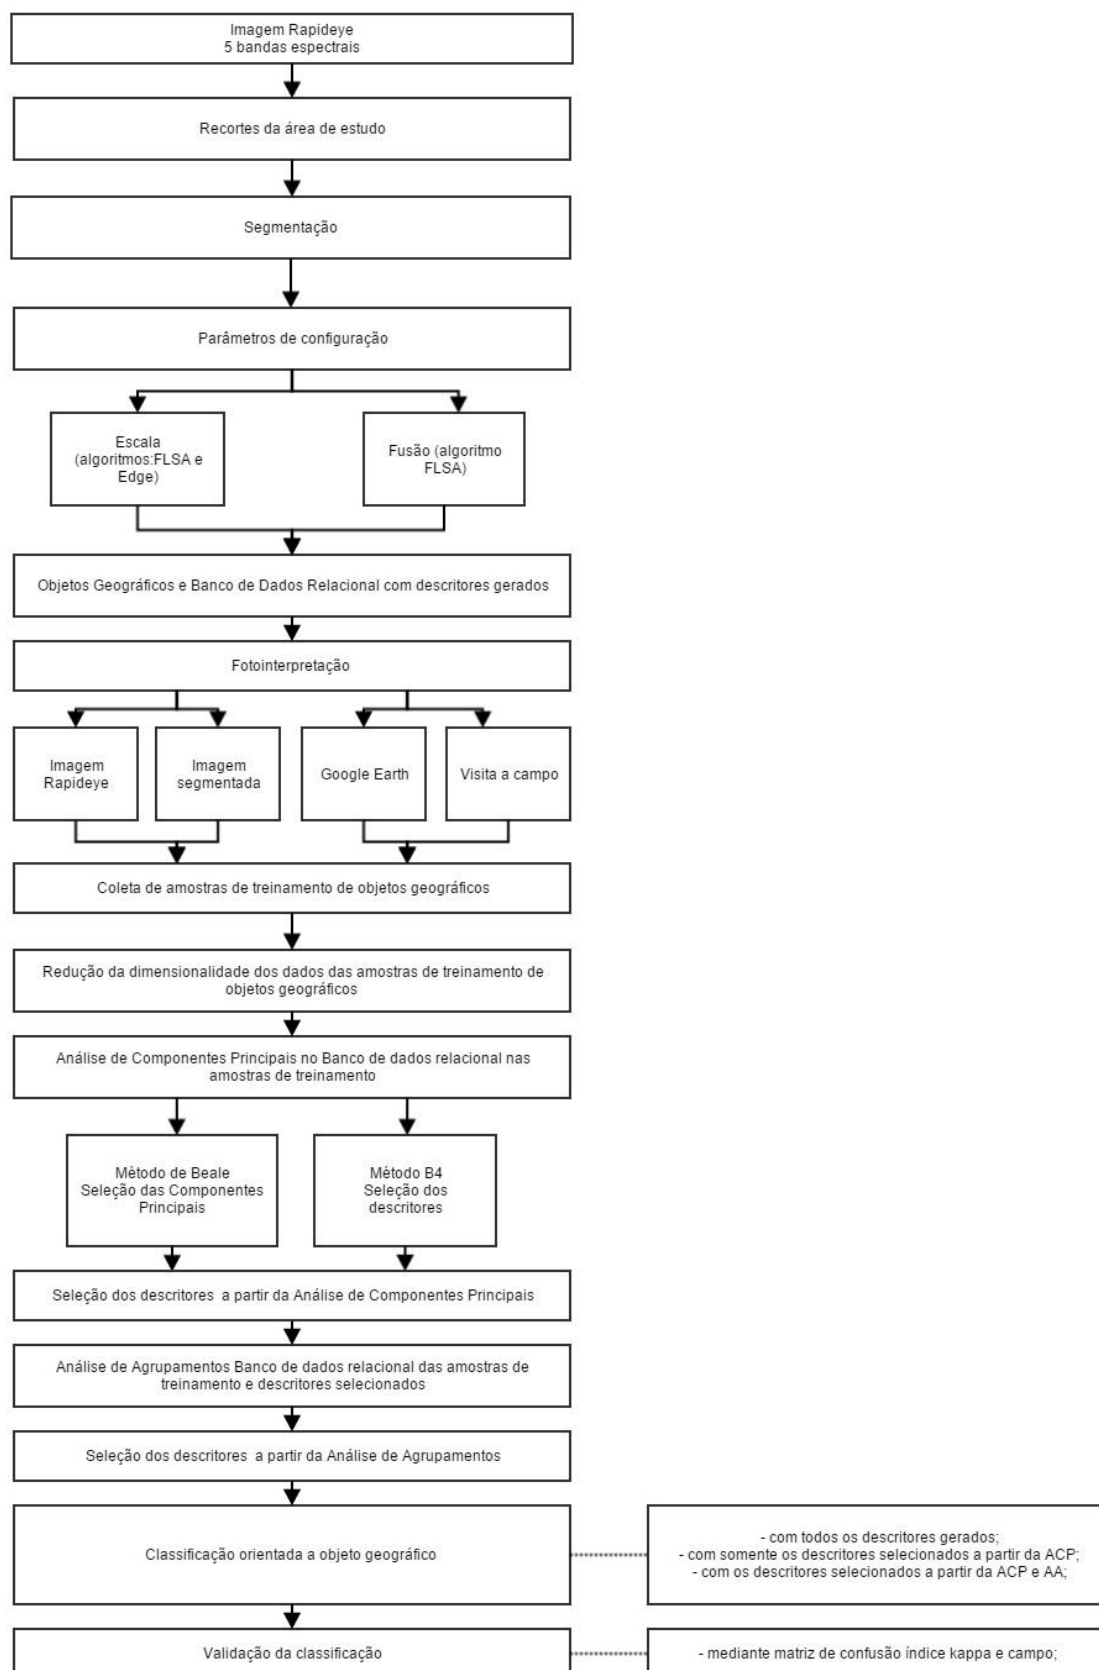 Imagem Rapideye
5 bandas espectrais
Recortes da área de estudo
Segmentação
Parâmetros de configuração
Escala
(algoritmos:FLSA e
Edge)
Fusão (algoritmo
FLSA)
Objetos Geográficos e Banco de Dados Relacional com descritores gerados
Fotointerpretação
Imagem
Rapideye
Imagem
segmentada
Google Earth
Visita a campo
Coleta de amostras de treinamento de objetos geográficos
Redução da dimensionalidade dos dados das amostras de treinamento de
objetos geográficos
Análise de Componentes Principais no Banco de dados relacional nas
amostras de treinamento
Método de Beale
Seleção das Componentes
Principais
Método B4
Seleção dos
descritores
Seleção dos descritores a partir da Análise de Componentes Principais
Análise de Agrupamentos Banco de dados relacional das amostras de
treinamento e descritores selecionados
Seleção dos descritores a partir da Análise de Agrupamentos
Classificação orientada a objeto geográfico
- com todos os descritores gerados;
- com somente os descritores selecionados a partir da ACP;
- com os descritores selecionados a partir da ACP e AA;
Validação da classificação
- mediante matriz de confusão índice kappa e campo;